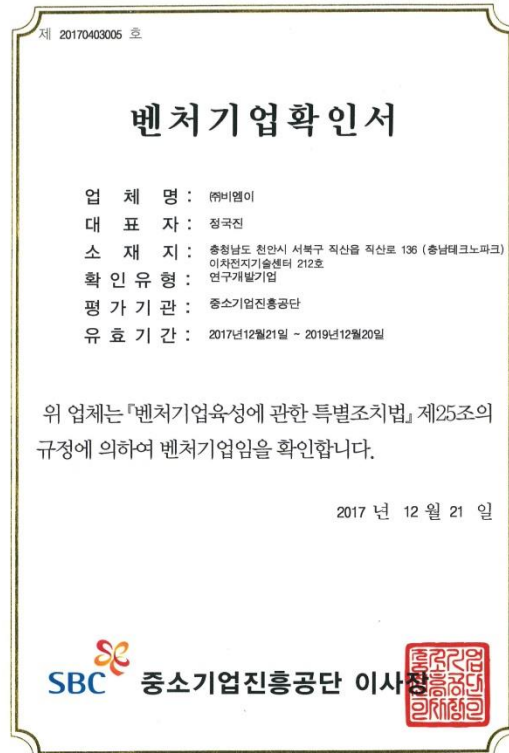 제 20170403005 호
벤처기업확인서
업 체 명 : ㈜비엠이
대 표 자 : 정국진
소 재 지 : 충청남도 천안시 서북구 직산읍 직산로 136 (충남테크노파크)
이차전지기술센터 212호
확 인 유 형 : 연구개발기업
평 가 기 관 : 중소기업진흥공단
유 효 기 간 : 2017년12월21일 ~ 2019년12월20일
위 업체는『벤처기업육성에 관한 특별조치법』제25조의
규정에 의하여 벤처기업임을 확인합니다.
2017 년 12 월 21 일
SBC 중소기업진흥공단 이사장